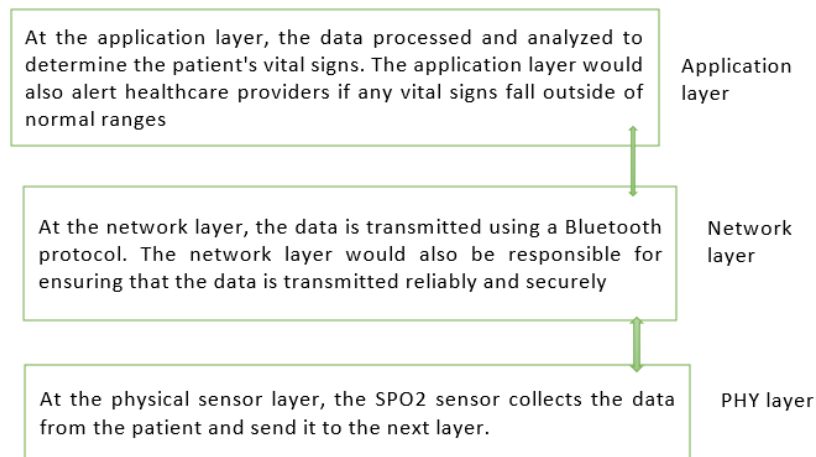 At the application layer, the data processed and analyzed to
determine the patient's vital signs. The application layer would
also alert healthcare providers if any vital signs fall outside of
normal ranges
Application
layer
At the network layer, the data is transmitted using a Bluetooth
protocol. The network layer would also be responsible for
ensuring that the data is transmitted reliably and securely
Network
layer
At the physical sensor layer, the SPO2 sensor collects the data
from the patient and send it to the next layer.
PHY layer